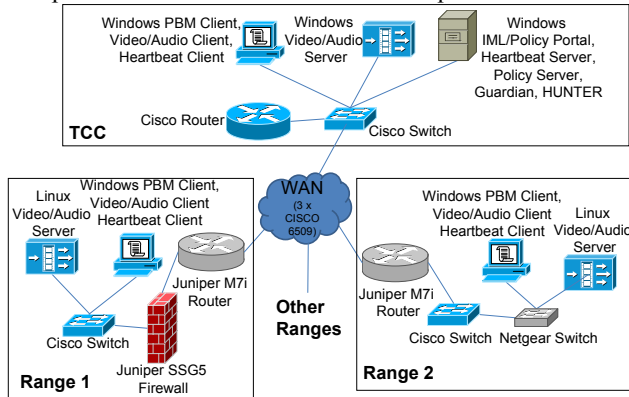 Windows PBM Client,
Video/Audio Client,
Heartbeat Client
Windows
Video/Audio
Server
Windows
IML/Policy Portal,
Heartbeat Server,
Policy Server,
Guardian, HUNTER
Cisco Router
Cisco Switch
TCC
WAN
(3 x
CISCO
6509)
Other
Ranges
Linux
Video/Audio
Server
Windows PBM Client,
Video/Audio Client
Heartbeat Client
Juniper M7i
Router
Cisco Switch
Juniper SSG5
Firewall
Range 1
Windows PBM Client,
Video/Audio Client
Heartbeat Client
Linux
Video/Audio
Server
Juniper M7i
Router
Cisco Switch
Netgear Switch
Range 2